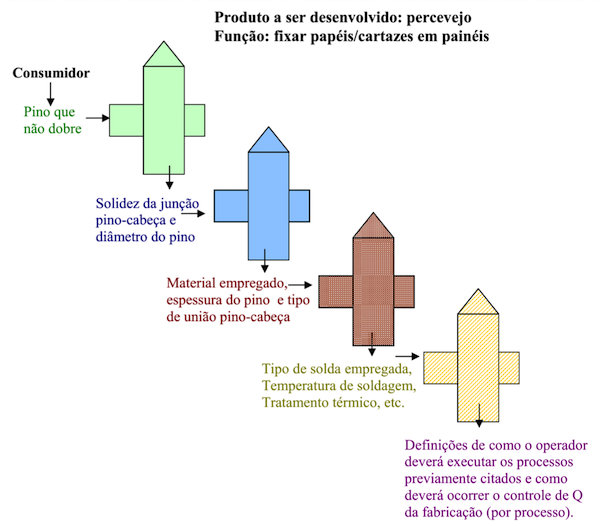 Produto a ser desenvolvido: percevejo
Função: fixar papéis/cartazes em painéis
Consumidor
Pino que
não dobre
Solidez da junção
pino-cabeça e
diâmetro do pino
Material empregado,
espessura do pino e tipo
de união pino-cabeça
Tipo de solda empregada,
Temperatura de soldagem,
Tratamento térmico, etc.
Definições de como o operador
deverá executar os processos
previamente citados e como
deverá ocorrer o controle de Q
da fabricação (por processo).